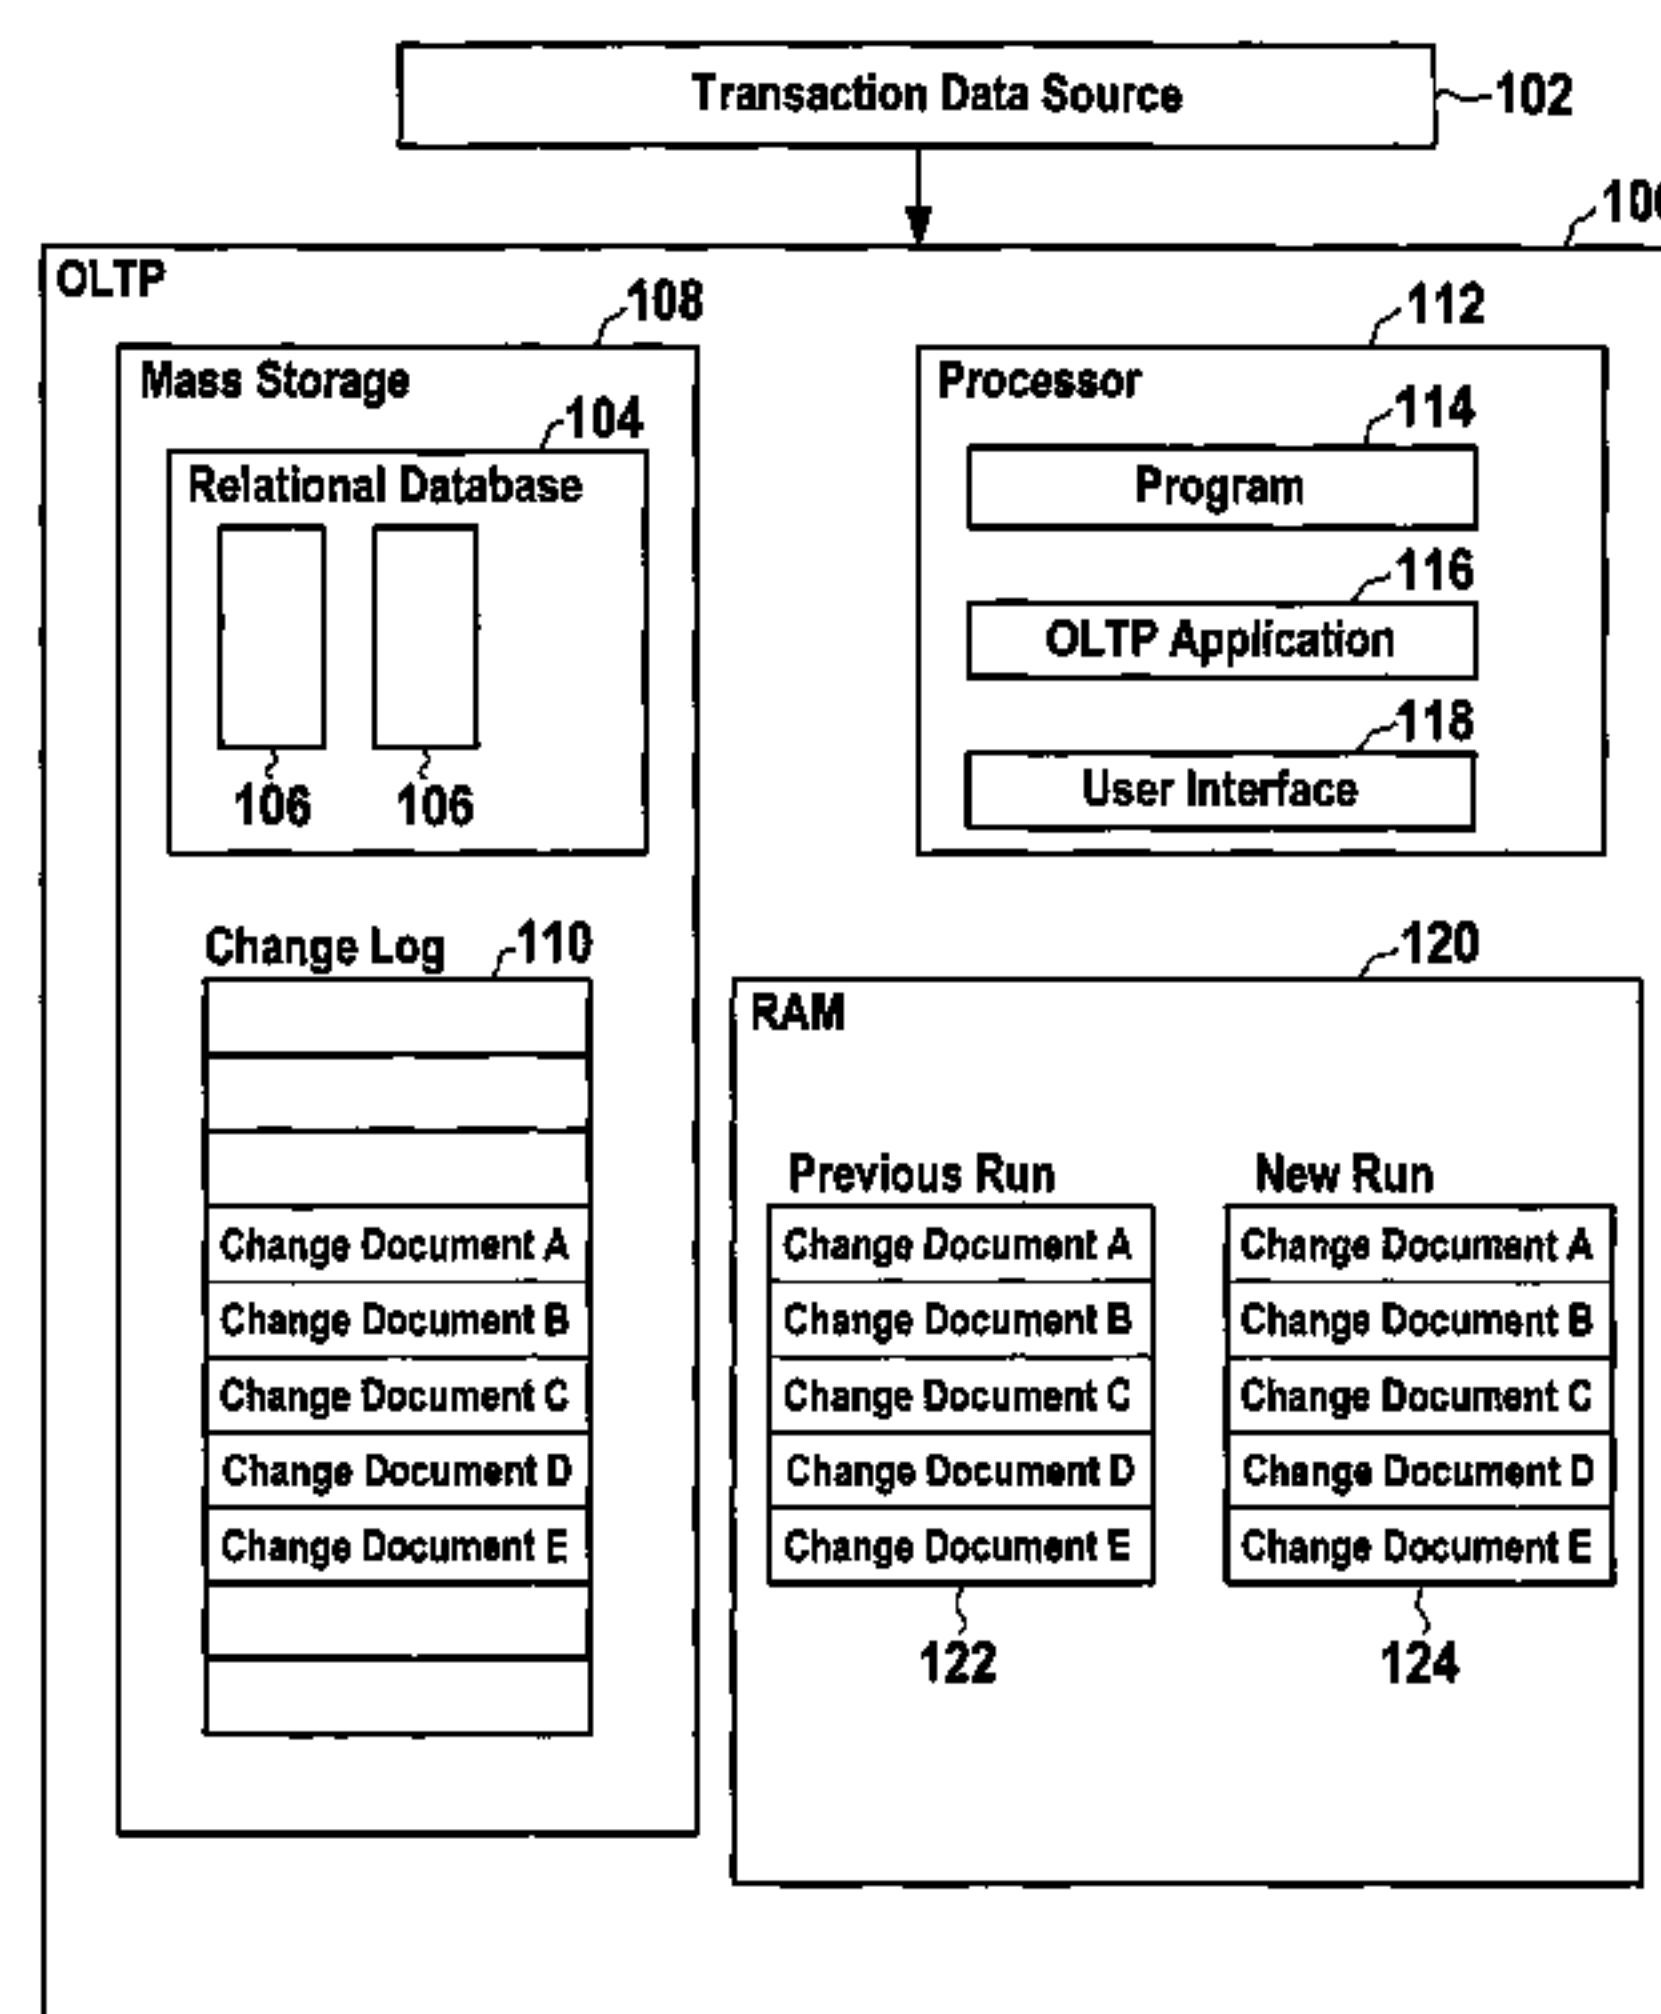 Transaction Data Source
102
OLTP
108
Mass Storage
104
Relational Database
106 106
Change Log
110
Change Document A
Change Document B
Change Document C
Change Document D
Change Document E
112
Processor
114
Program
116
OLTP Application
118
User Interface
120
RAM
Previous Run
Change Document A
Change Document B
Change Document C
Change Document D
Change Document E
122
New Run
Change Document A
Change Document B
Change Document C
Change Document D
Change Document E
124